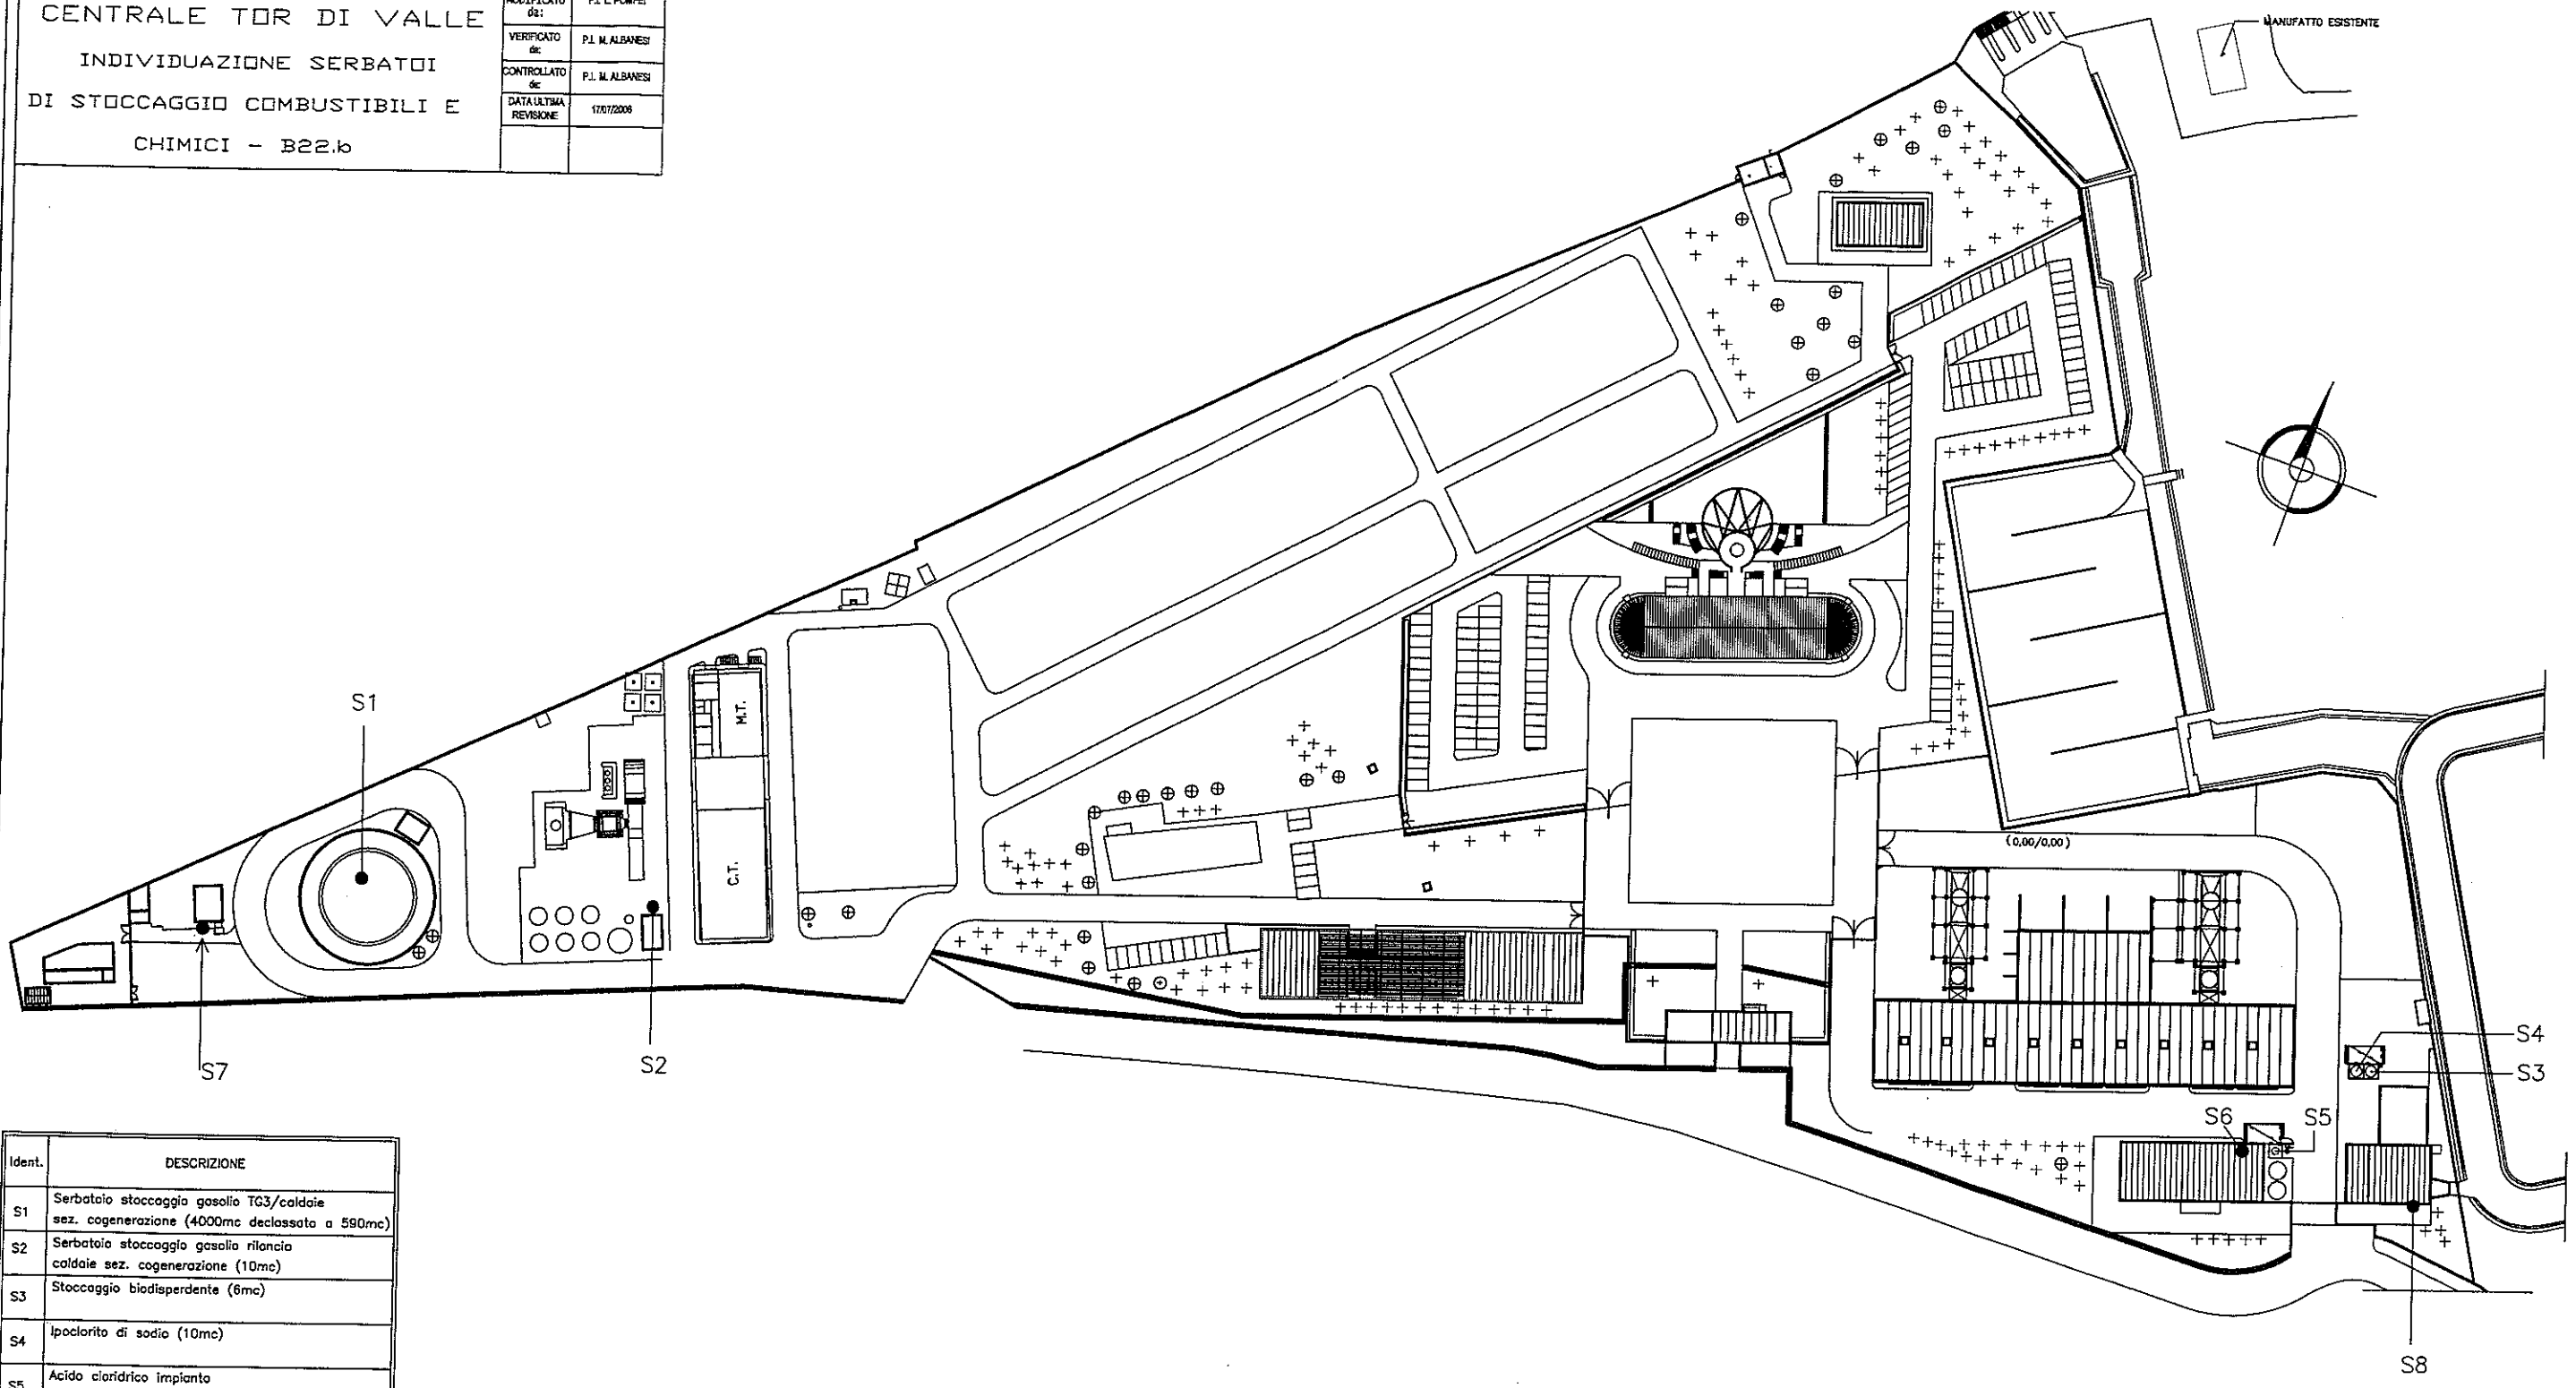 CENTRALE TOR DI VALLE
INDIVIDUAZIONE SERBATOI
DI STOCCAGGIO COMBUSTIBILI E
CHIMICI - B22.b
da:
VERIFICATO
da:
P.I. M. ALBANESI
CONTROLLATO
da:
P.I. M. ALBANESI
DATA ULTIMA
REVISIONE
17/07/2006
MANUFATTO ESISTENTE
S1
M.T.
C.T.
(0,00/0,00)
S7
S2
S4
S3
S6
S5
S8
Ident.
DESCRIZIONE
S1
Serbatoio stoccaggio gasolio TG3/caldaie
sez. cogenerazione (4000mc declassato a 590mc)
S2
Serbatoio stoccaggio gasolio rilancio
caldaie sez. cogenerazione (10mc)
S3
Stoccaggio biodisperdente (6mc)
S4
Ipoclorito di sodio (10mc)
S5
Acido cloridrico impianto